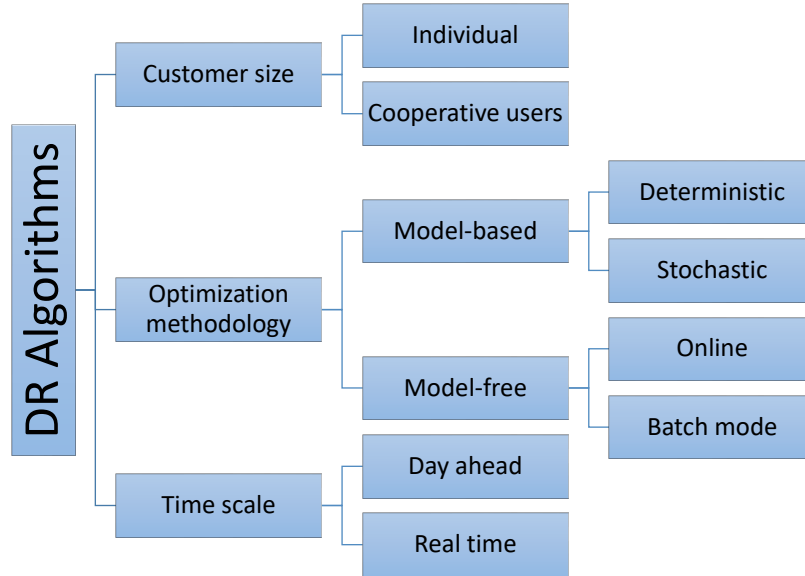 DR Algorithms
Customer size
Individual
Cooperative users
Optimization
methodology
Model-based
Deterministic
Stochastic
Model-free
Online
Batch mode
Time scale
Day ahead
Real time